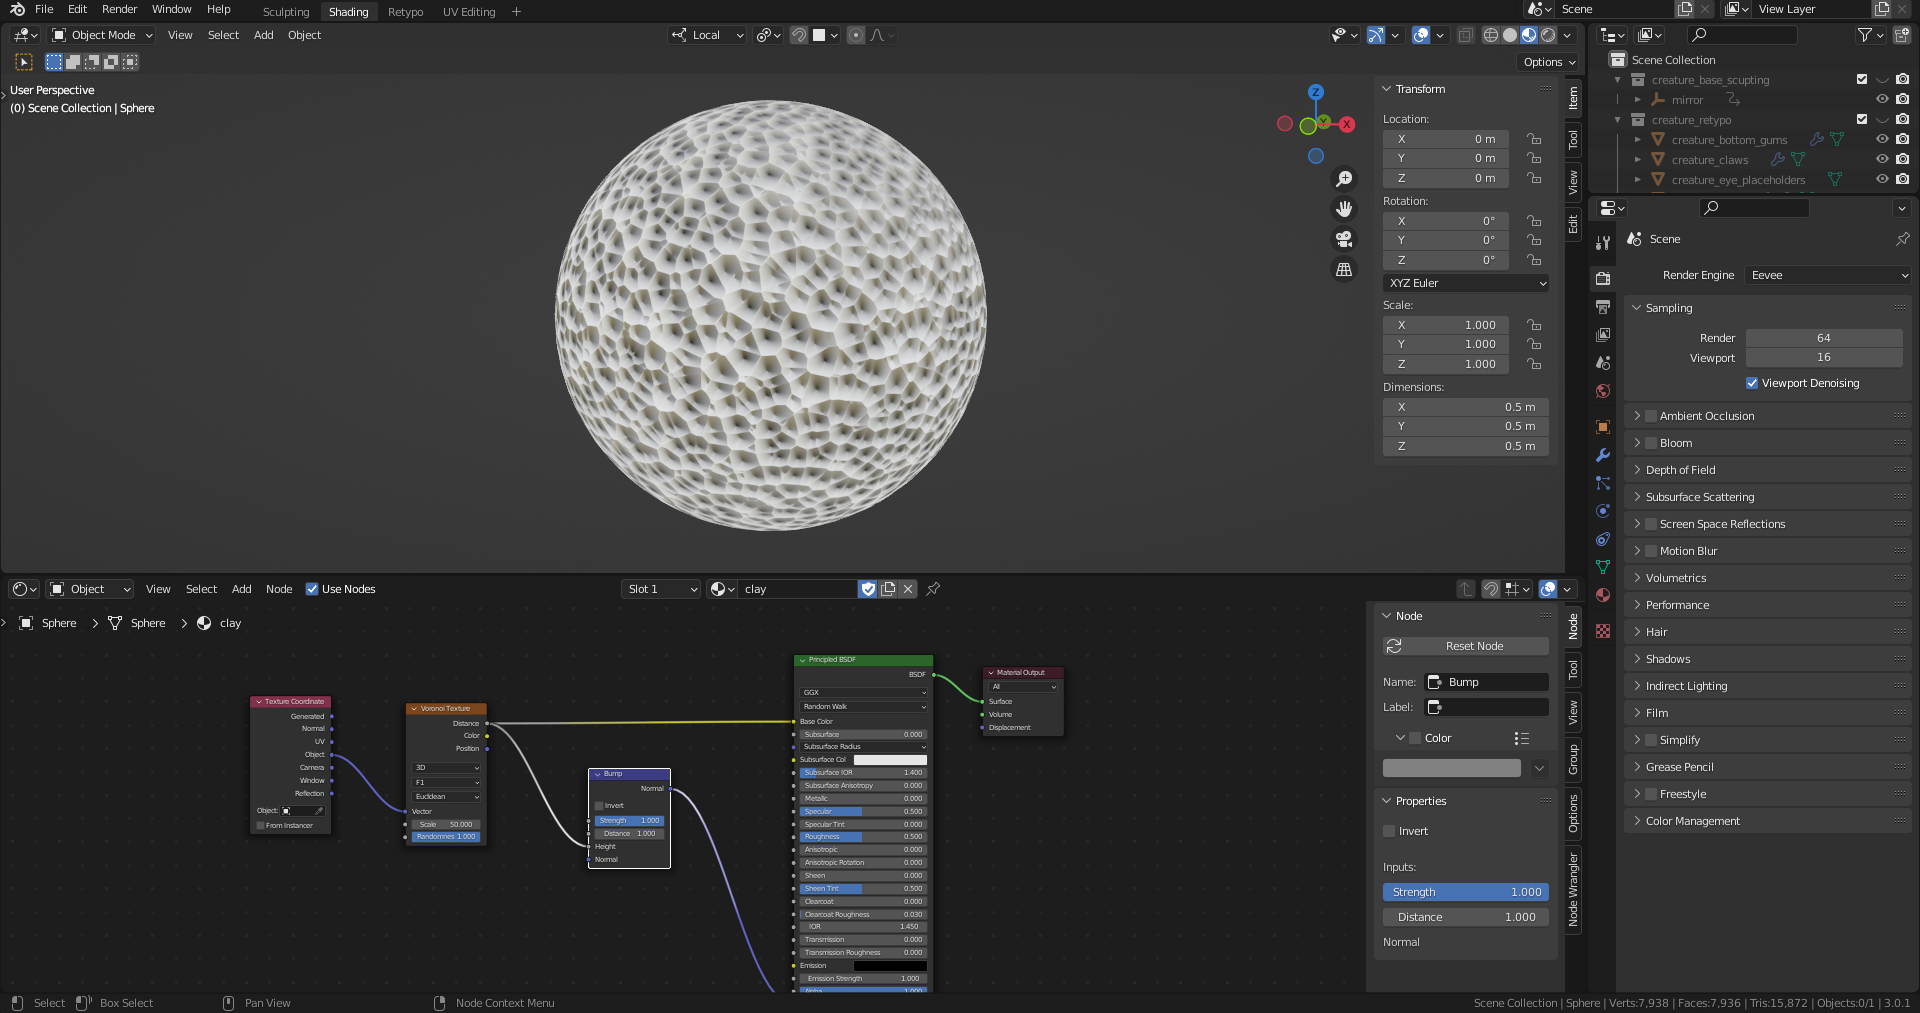 File Edit Render Window Help Sculpting Shading Retypo UV Editing + Scene View Layer
Object Mode View Select Add Object Local
Options
User Perspective
(0) Scene Collection | Sphere
Z
Y
X
Transform
Location:
X 0 m
Y 0 m
Z 0 m
Rotation:
X 0°
Y 0°
Z 0°
XYZ Euler
Scale:
X 1.000
Y 1.000
Z 1.000
Dimensions:
X 0.5 m
Y 0.5 m
Z 0.5 m
Item
Tool
View
Edit
Scene Collection
creature_base_scupting
mirror
creature_retypo
creature_bottom_gums
creature_claws
creature_eye_placeholders
Scene
Render Engine Eevee
Sampling
Render 64
Viewport 16
Viewport Denoising
Ambient Occlusion
Bloom
Depth of Field
Subsurface Scattering
Screen Space Reflections
Motion Blur
Volumetrics
Performance
Hair
Shadows
Indirect Lighting
Film
Simplify
Grease Pencil
Freestyle
Color Management
Object View Select Add Node Use Nodes Slot 1 clay
Sphere > Sphere > clay
Texture Coordinate
Generated
Normal
UV
Object
Camera
Window
Reflection
Object:
From Instancer
Voronoi Texture
Distance
Color
Position
3D
F1
Euclidean
Vector
Scale 50.000
Randomnes 1.000
Bump
Normal
Invert
Strength 1.000
Distance 1.000
Height
Normal
Principled BSDF
BSDF
GGX
Random Walk
Base Color
Subsurface 0.000
Subsurface Radius
Subsurface Col
Subsurface IOR 1.400
Subsurface Anisotropy 0.000
Metallic 0.000
Specular 0.500
Specular Tint 0.000
Roughness 0.500
Anisotropic 0.000
Anisotropic Rotation 0.000
Sheen 0.000
Sheen Tint 0.500
Clearcoat 0.000
Clearcoat Roughness 0.030
IOR 1.450
Transmission 0.000
Transmission Roughness 0.000
Emission
Emission Strength 1.000
Alpha 1.000
Material Output
All
Surface
Volume
Displacement
Node
Reset Node
Name: Bump
Label:
Color
Properties
Invert
Inputs:
Strength 1.000
Distance 1.000
Normal
Node
Tool
View
Group
Options
Node Wrangler
Select Box Select Pan View Node Context Menu Scene Collection | Sphere | Verts:7,938 | Faces:7,936 | Tris:15,872 | Objects:0/1 | 3.0.1